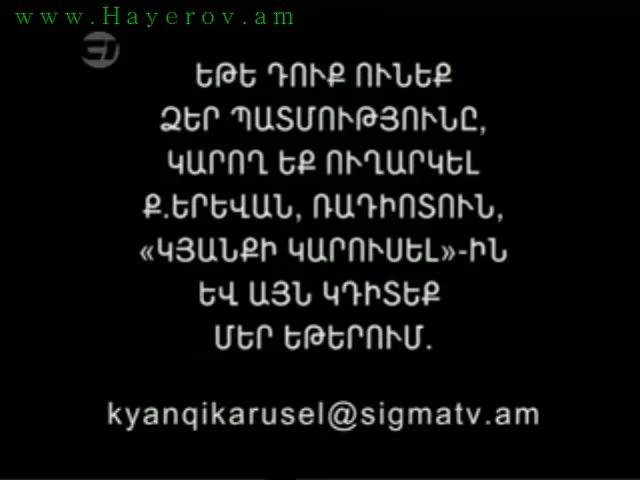 www.Hayerov.am
ԵԹԵ ԴՈՒՔ ՈՒՆԵՔ
ՁԵՐ ՊԱՏՄՈՒԹՅՈՒՆԸ,
ԿԱՐՈՂ ԵՔ ՈՒՂԱՐԿԵԼ
Ք.ԵՐԵՎԱՆ, ՌԱԴԻՈՏՈՒՆ,
«ԿՅԱՆՔԻ ԿԱՐՈՒՍԵԼ»-ԻՆ
ԵՎ ԱՅՆ ԿԴԻՏԵՔ
ՄԵՐ ԵԹԵՐՈՒՄ.
kyanqikarusel@sigmatv.am